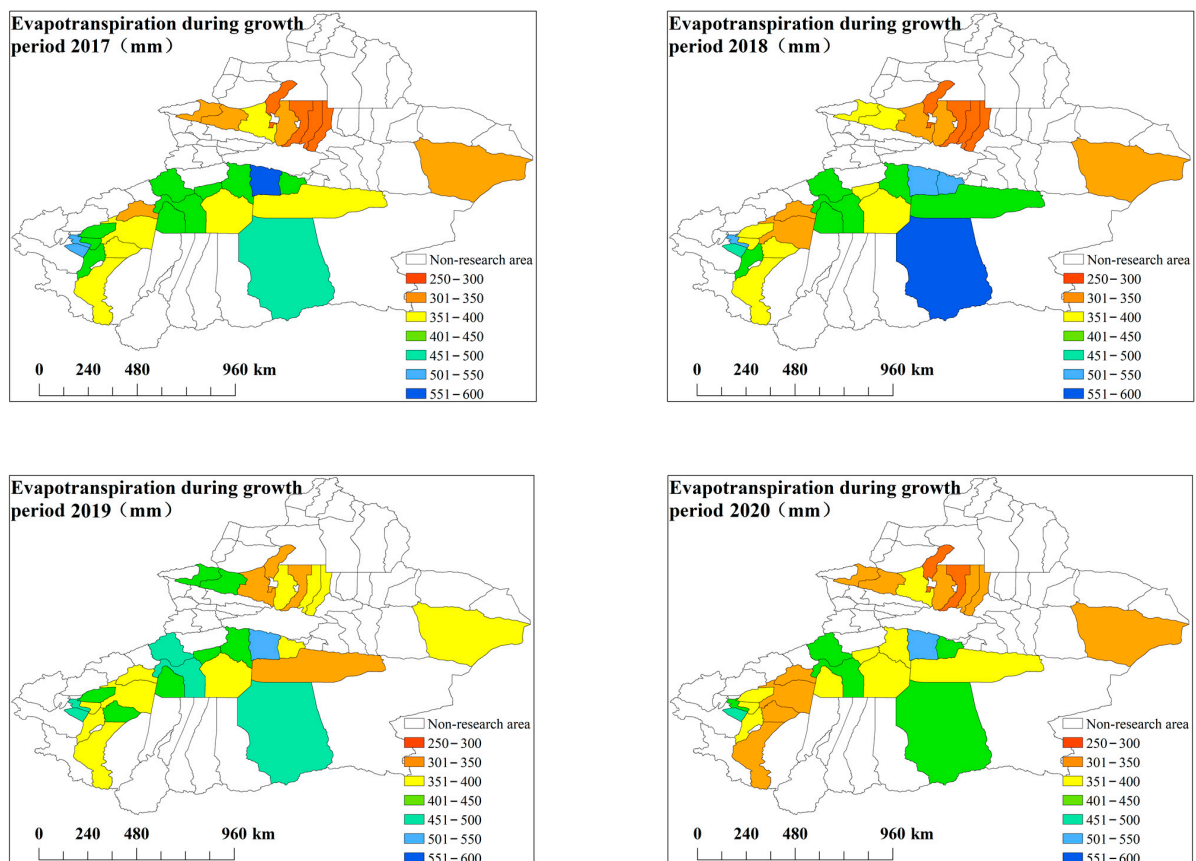 Evapotranspiration during growth
period 2017（mm）
Non-research area
250－300
301－350
351－400
401－450
451－500
501－550
551－600
0 240 480 960 km
Evapotranspiration during growth
period 2018（mm）
Non-research area
250－300
301－350
351－400
401－450
451－500
501－550
551－600
0 240 480 960 km
Evapotranspiration during growth
period 2019（mm）
Non-research area
250－300
301－350
351－400
401－450
451－500
501－550
551－600
0 240 480 960 km
Evapotranspiration during growth
period 2020（mm）
Non-research area
250－300
301－350
351－400
401－450
451－500
501－550
551－600
0 240 480 960 km